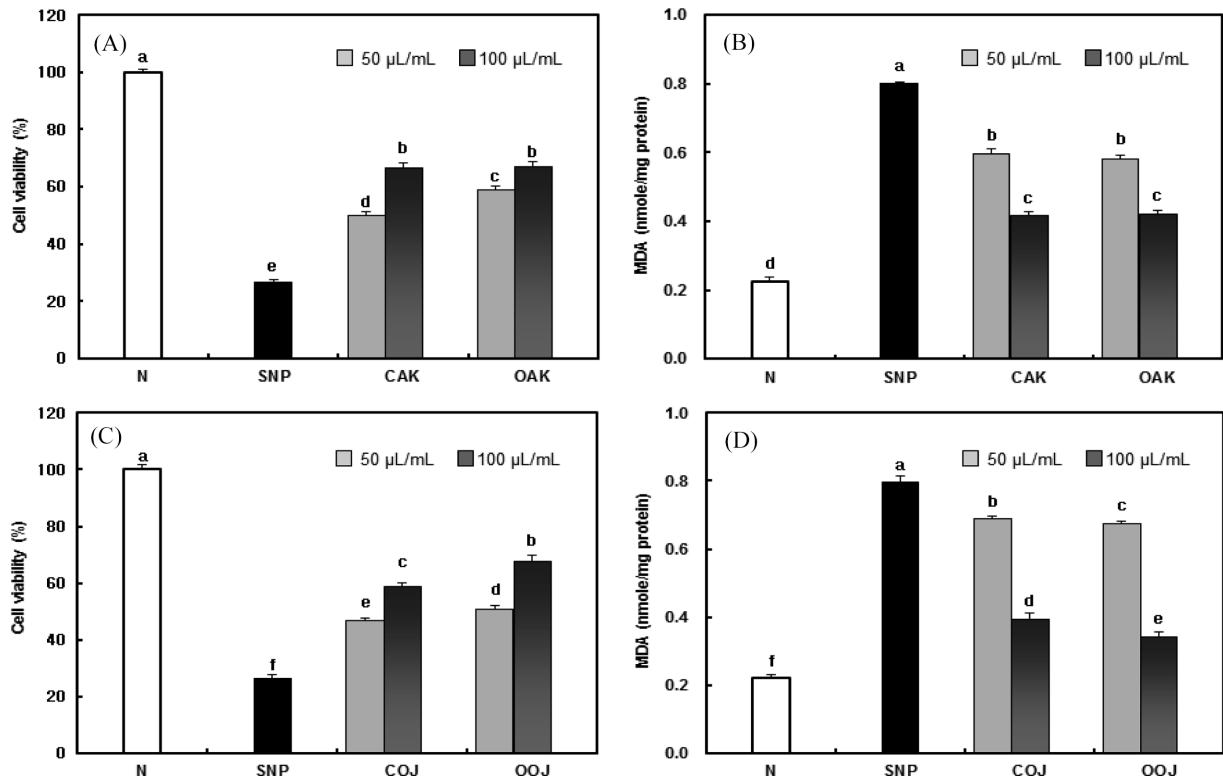 (A)
50 µL/mL 100 µL/mL
Cell viability (%)
120
100
80
60
40
20
0
a
e
d
b
c
b
N SNP CAK OAK
(B)
50 µL/mL 100 µL/mL
MDA (nmole/mg protein)
1.0
0.8
0.6
0.4
0.2
0.0
d
a
b
c
b
c
N SNP CAK OAK
(C)
50 µL/mL 100 µL/mL
Cell viability (%)
120
100
80
60
40
20
0
a
f
e
c
d
b
N SNP COJ OOJ
(D)
50 µL/mL 100 µL/mL
MDA (nmole/mg protein)
1.0
0.8
0.6
0.4
0.2
0.0
f
a
b
d
c
e
N SNP COJ OOJ